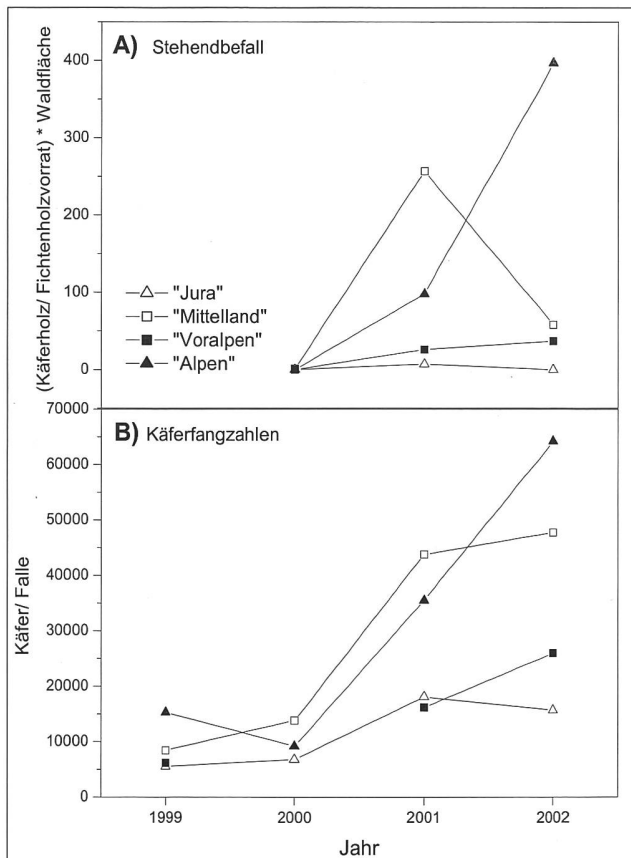 A) Stehendbefall
(Käferholz/ Fichtenholzvorrat) * Waldfläche
400
300
200
100
0
"Jura"
"Mittelland"
"Voralpen"
"Alpen"
B) Käferfangzahlen
Käfer/ Falle
70000
60000
50000
40000
30000
20000
10000
0
1999 2000 2001 2002
Jahr